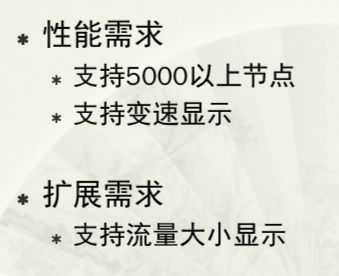 * 性能需求
* 支持5000以上节点
* 支持变速显示
* 扩展需求
* 支持流量大小显示